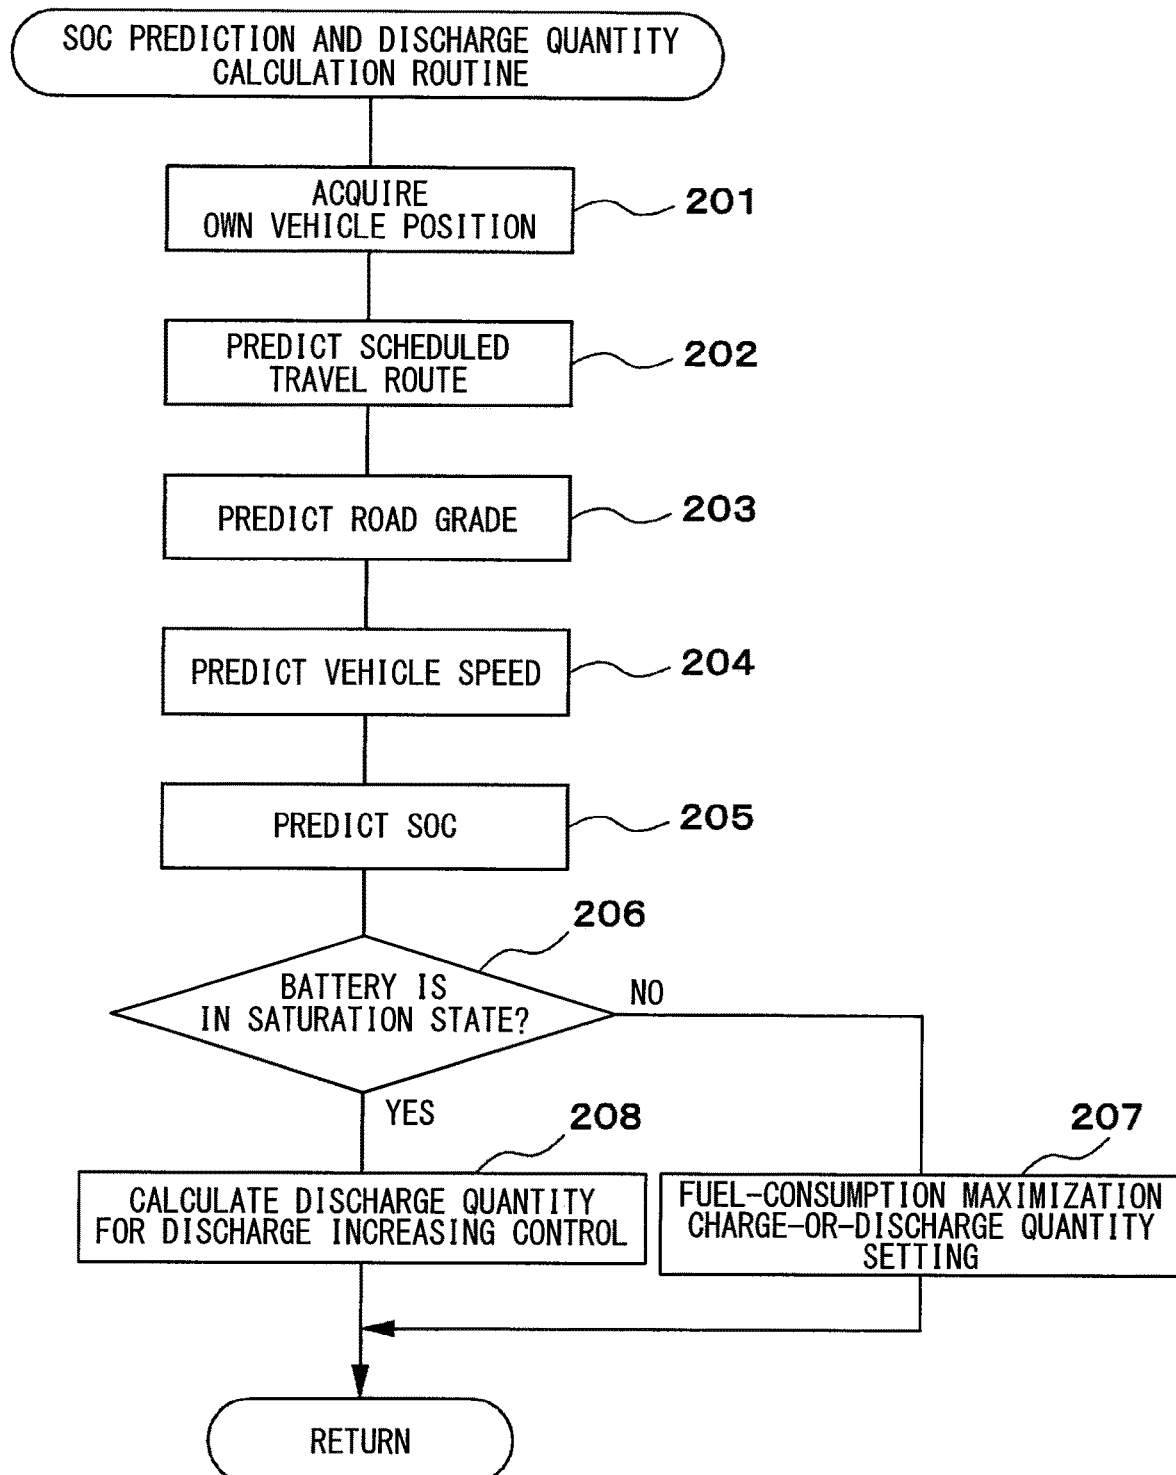 SOC PREDICTION AND DISCHARGE QUANTITY
CALCULATION ROUTINE
ACQUIRE
OWN VEHICLE POSITION
201
PREDICT SCHEDULED
TRAVEL ROUTE
202
PREDICT ROAD GRADE
203
PREDICT VEHICLE SPEED
204
PREDICT SOC
205
206
BATTERY IS
IN SATURATION STATE?
NO
YES
208
207
CALCULATE DISCHARGE QUANTITY
FOR DISCHARGE INCREASING CONTROL
FUEL-CONSUMPTION MAXIMIZATION
CHARGE-OR-DISCHARGE QUANTITY
SETTING
RETURN